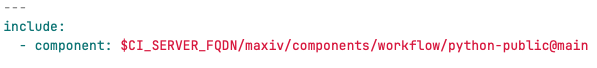 ---
include:
  - component: $CI_SERVER_FQDN/maxiv/components/workflow/python-public@main